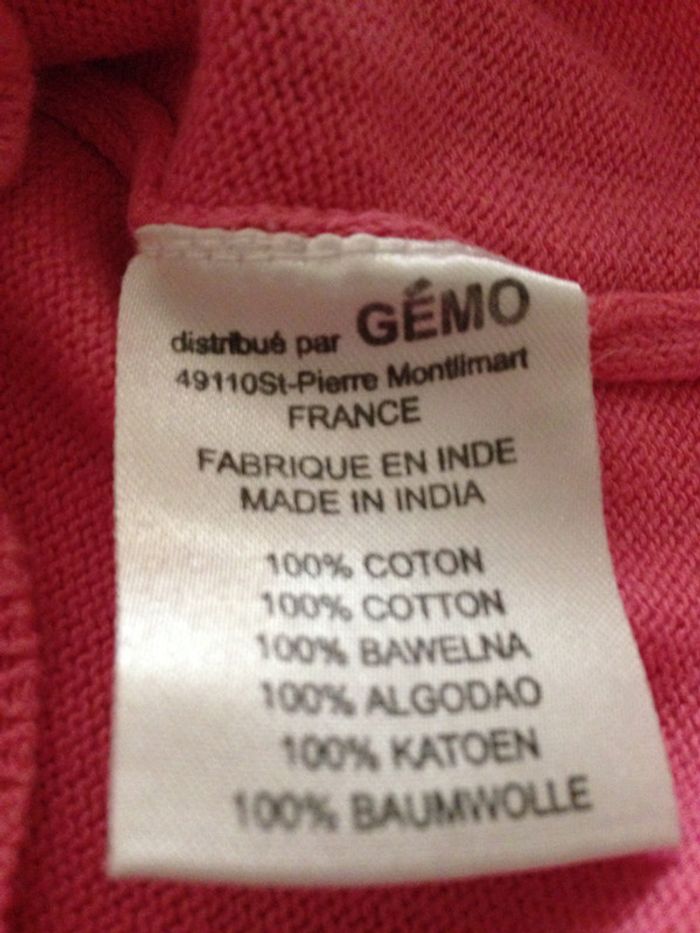 distribué par GÉMO
49110St-Pierre Montlimart
FRANCE
FABRIQUE EN INDE
MADE IN INDIA
100% COTON
100% COTTON
100% BAWELNA
100% ALGODAO
100% KATOEN
100% BAUMWOLLE